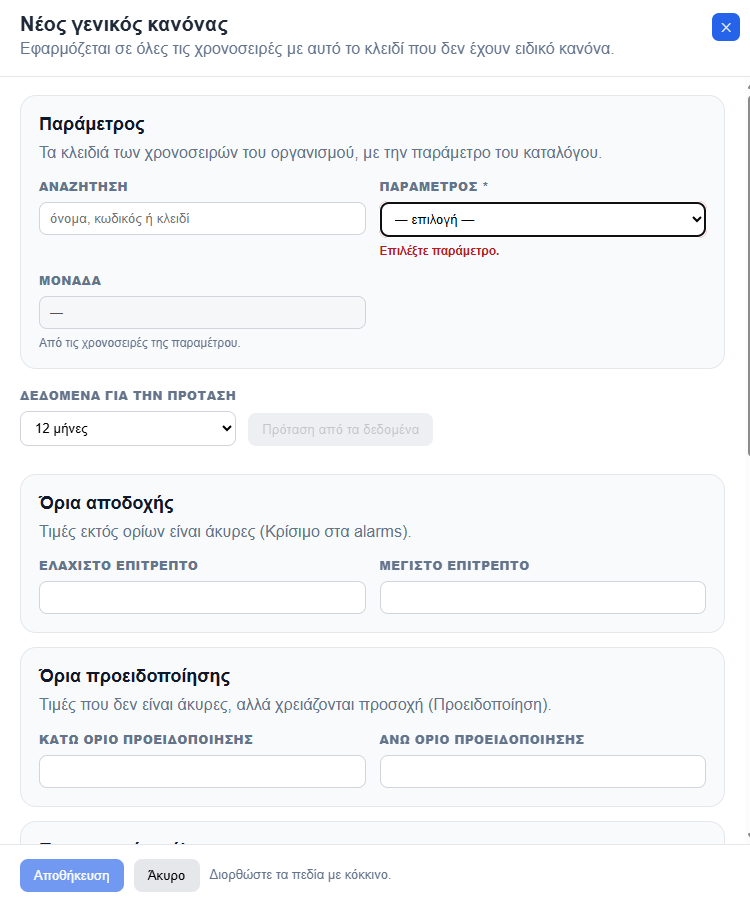 Νέος γενικός κανόνας
Εφαρμόζεται σε όλες τις χρονοσειρές με αυτό το κλειδί που δεν έχουν ειδικό κανόνα.
Παράμετρος
Τα κλειδιά των χρονοσειρών του οργανισμού, με την παράμετρο του καταλόγου.
ΑΝΑΖΗΤΗΣΗ
ΠΑΡΑΜΕΤΡΟΣ *
όνομα, κωδικός ή κλειδί
— επιλογή —
Επιλέξτε παράμετρο.
ΜΟΝΑΔΑ
—
Από τις χρονοσειρές της παραμέτρου.
ΔΕΔΟΜΕΝΑ ΓΙΑ ΤΗΝ ΠΡΟΤΑΣΗ
12 μήνες
Πρόταση από τα δεδομένα
Όρια αποδοχής
Τιμές εκτός ορίων είναι άκυρες (Κρίσιμο στα alarms).
ΕΛΑΧΙΣΤΟ ΕΠΙΤΡΕΠΤΟ
ΜΕΓΙΣΤΟ ΕΠΙΤΡΕΠΤΟ
Όρια προειδοποίησης
Τιμές που δεν είναι άκυρες, αλλά χρειάζονται προσοχή (Προειδοποίηση).
ΚΑΤΩ ΟΡΙΟ ΠΡΟΕΙΔΟΠΟΙΗΣΗΣ
ΑΝΩ ΟΡΙΟ ΠΡΟΕΙΔΟΠΟΙΗΣΗΣ
Αποθήκευση
Άκυρο
Διορθώστε τα πεδία με κόκκινο.